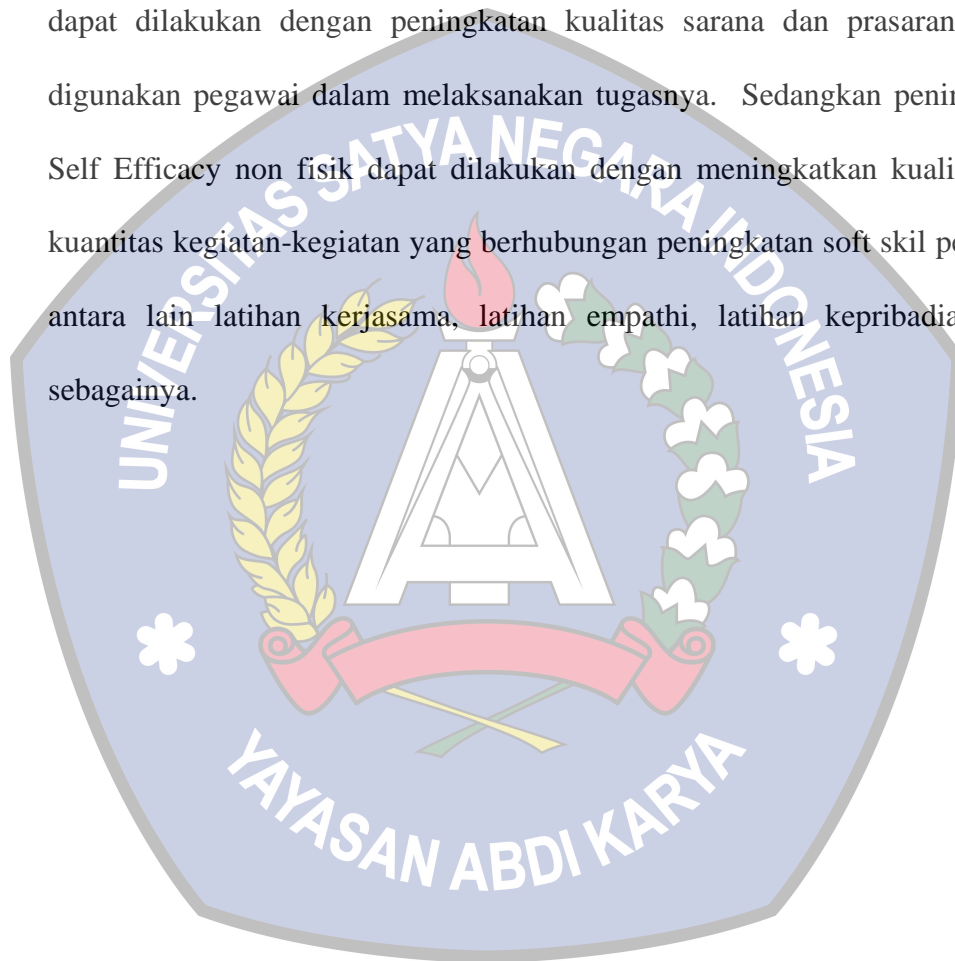 dapat dilakukan dengan peningkatan kualitas sarana dan prasaran
digunakan pegawai dalam melaksanakan tugasnya. Sedangkan penin
Self Efficacy non fisik dapat dilakukan dengan meningkatkan kuali
kuantitas kegiatan-kegiatan yang berhubungan peningkatan soft skil pe
antara lain latihan kerjasama, latihan empathi, latihan kepribadia
sebagainya.
UNIVERSITAS SATYA NEGARA INDONESIA
YAYASAN ABDI KARYA